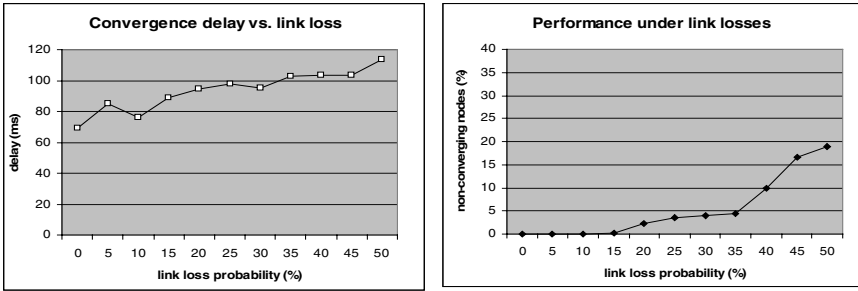 Convergence delay vs. link loss
120
100
80
60
40
20
0
delay (ms)
0 5 10 15 20 25 30 35 40 45 50
link loss probability (%)
Performance under link losses
40
35
30
25
20
15
10
5
0
non-converging nodes (%)
0 5 10 15 20 25 30 35 40 45 50
link loss probability (%)